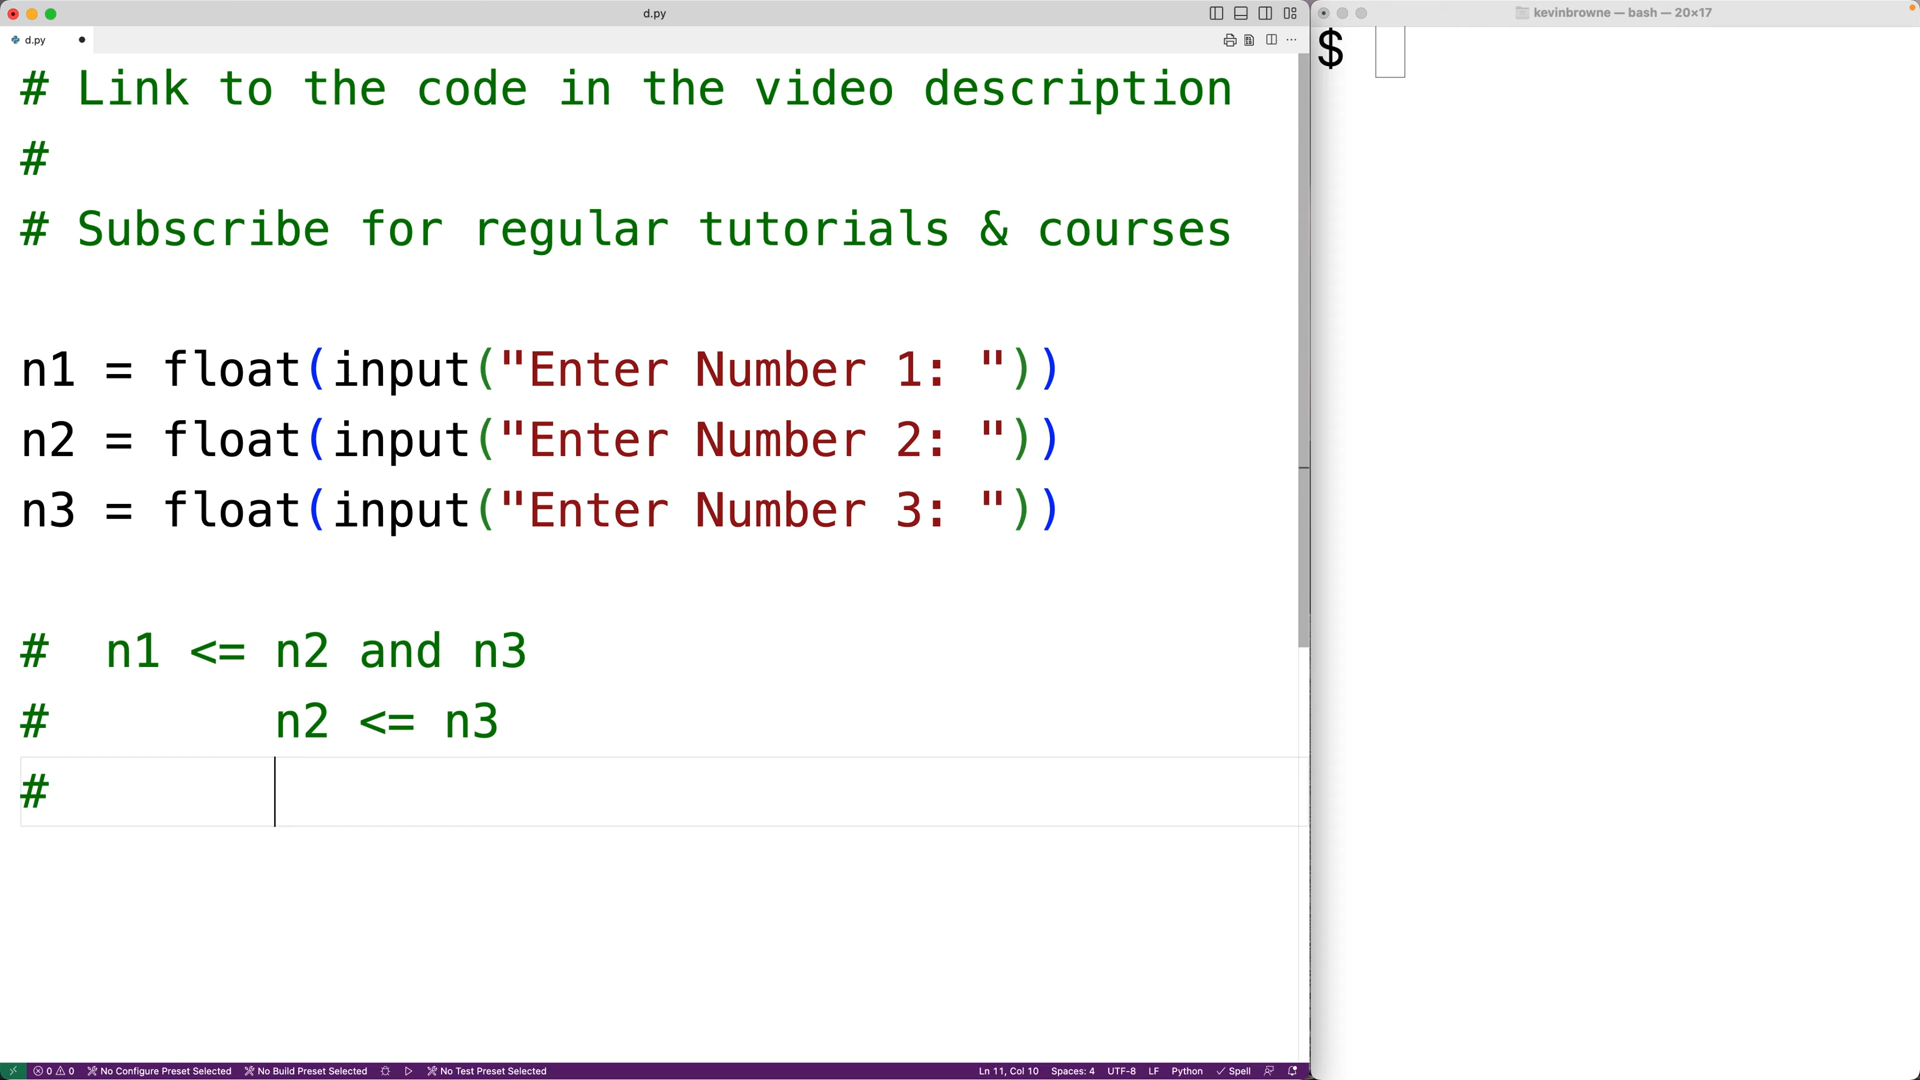 d.py
kevinbrowne — bash — 20×17
d.py
$
# Link to the code in the video description
#
# Subscribe for regular tutorials & courses
n1 = float(input("Enter Number 1: "))
n2 = float(input("Enter Number 2: "))
n3 = float(input("Enter Number 3: "))
#  n1 <= n2 and n3
#        n2 <= n3
#
0 0 No Configure Preset Selected No Build Preset Selected No Test Preset Selected Ln 11, Col 10 Spaces: 4 UTF-8 LF Python Spell